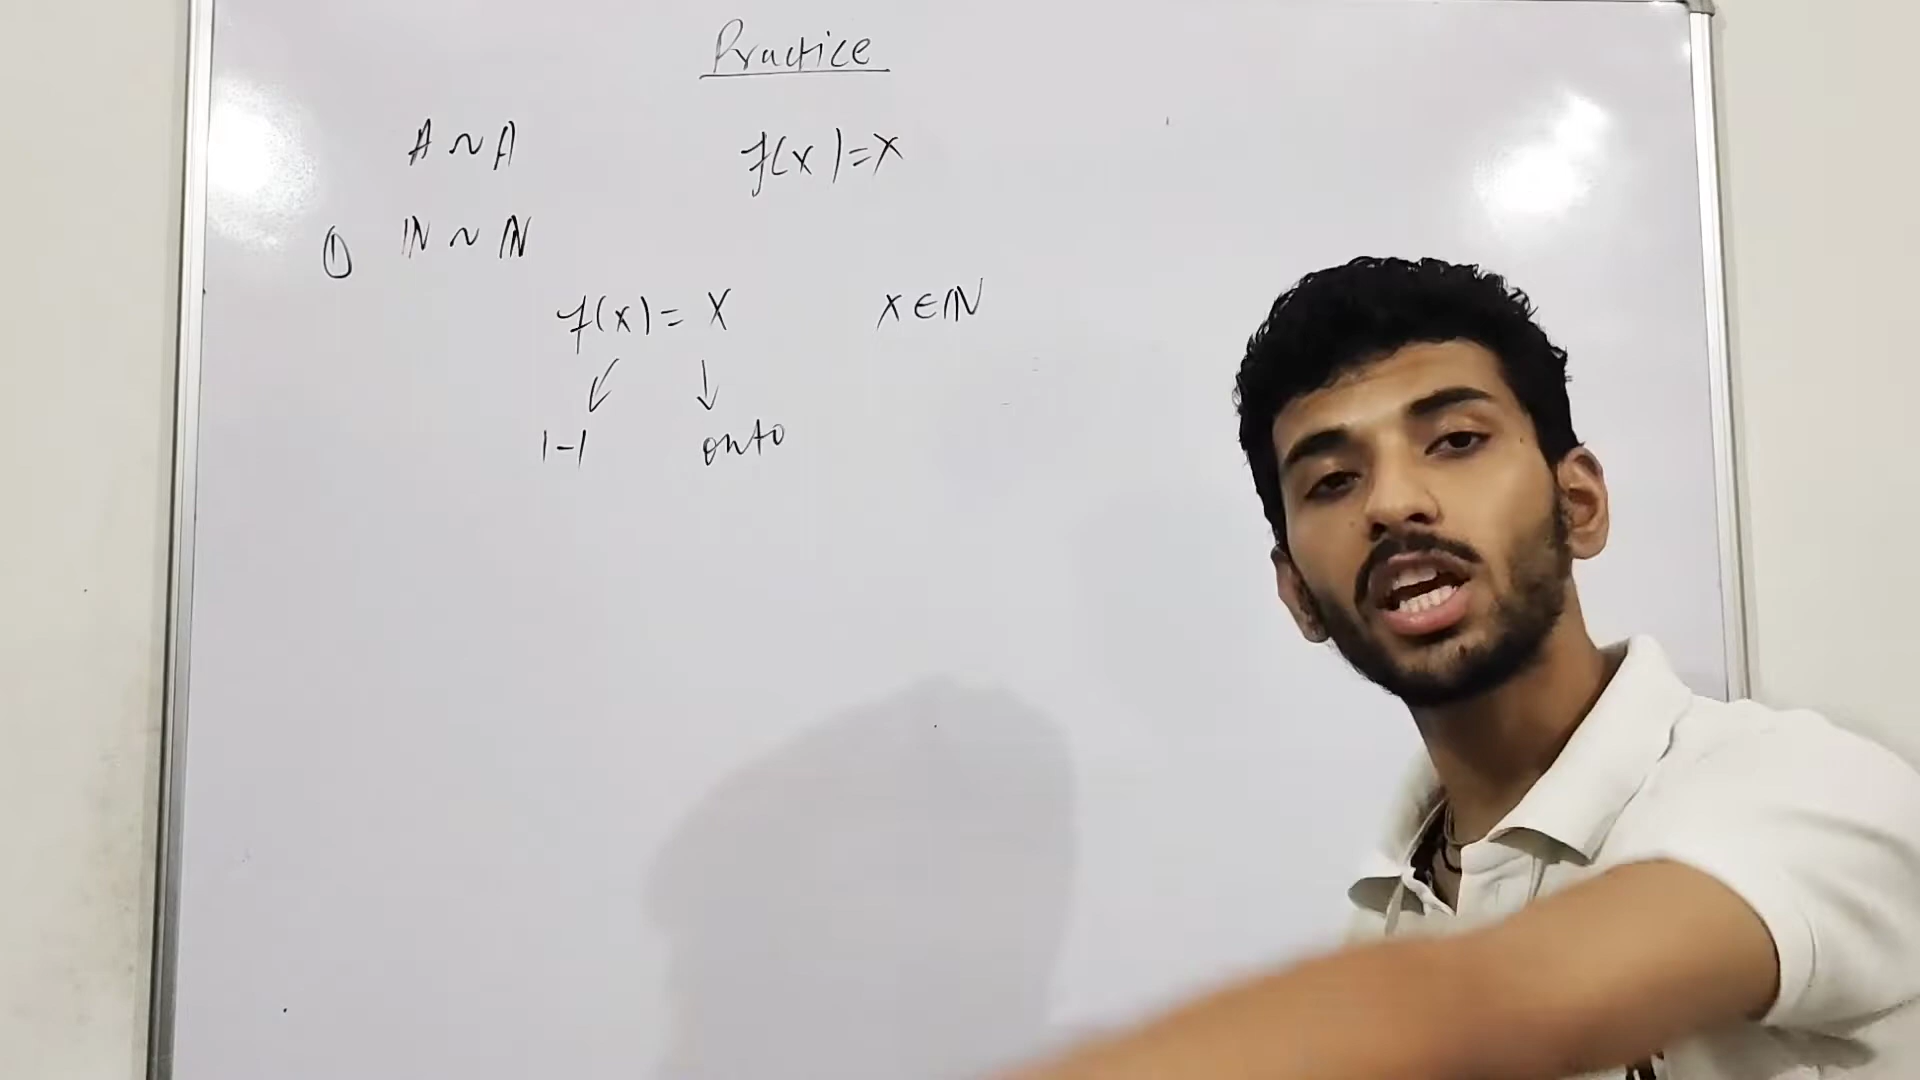 Practice
A ~ A f(x) = x
① ℕ ~ ℕ
f(x) = x x ∈ ℕ
↙ ↓
1-1 onto